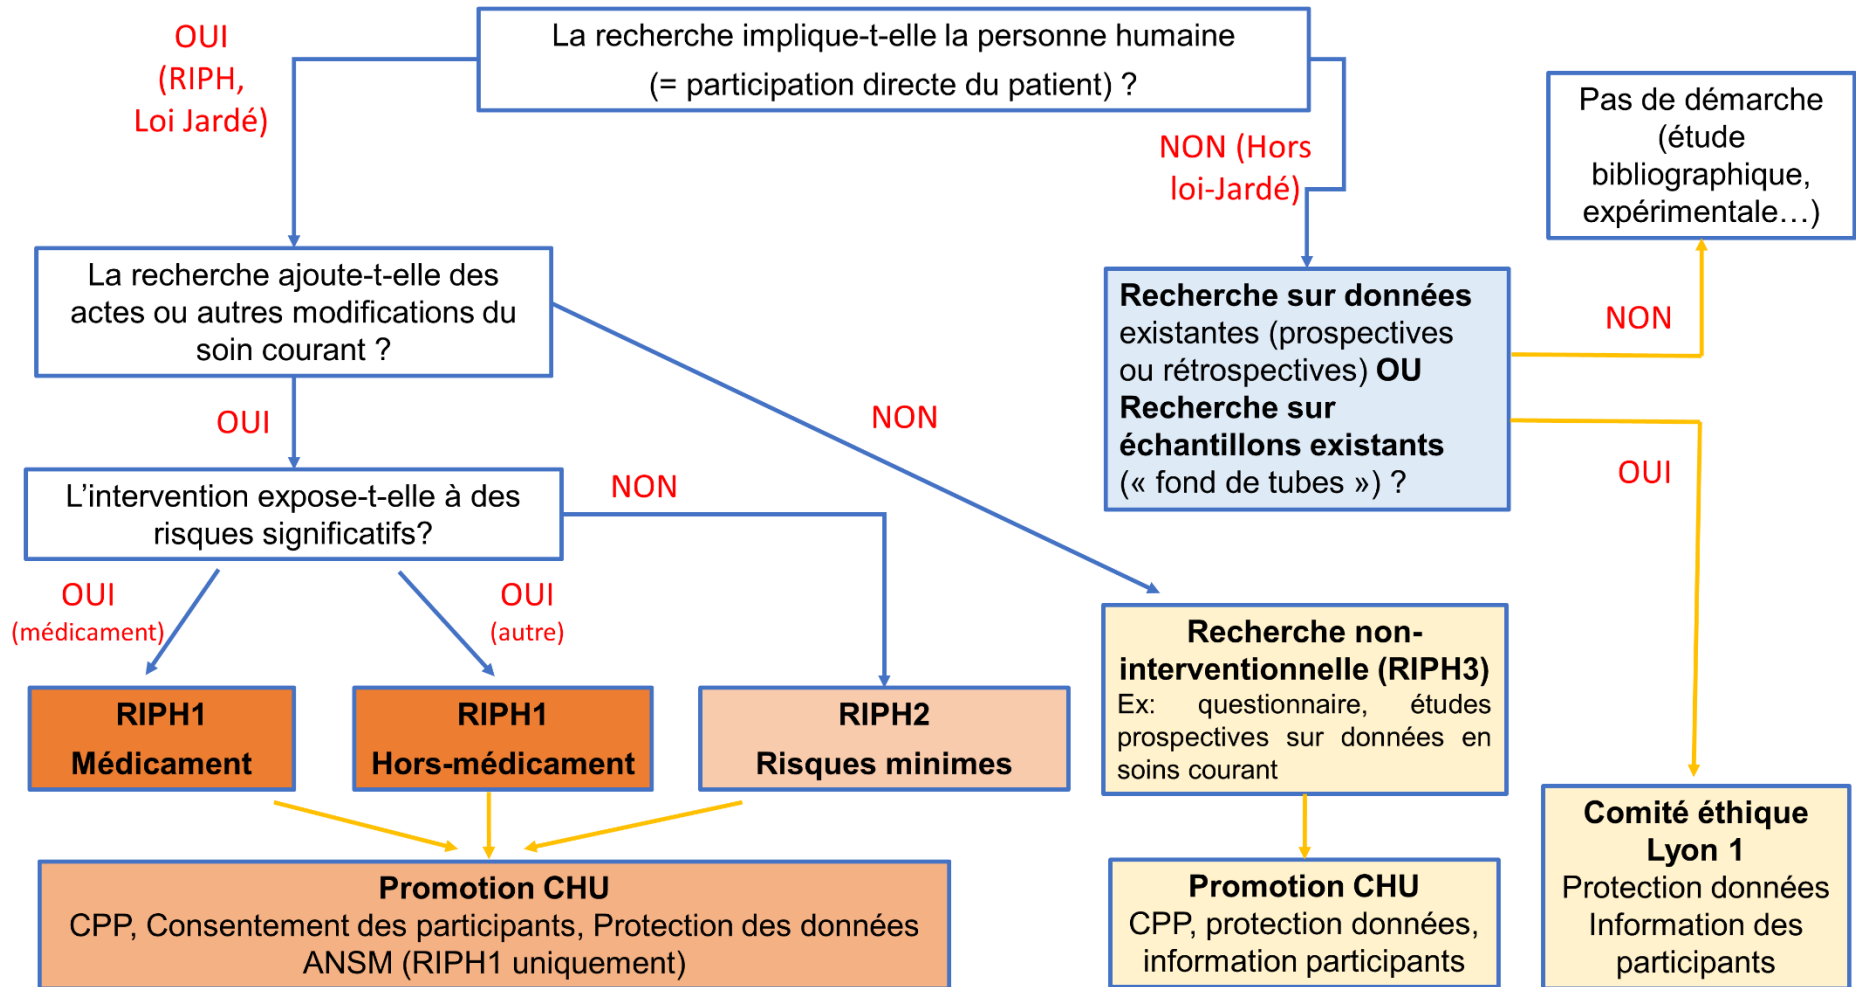 La recherche implique-t-elle la personne humaine
(= participation directe du patient) ?
OUI
(RIPH,
Loi Jardé)
NON (Hors
loi-Jardé)
Pas de démarche
(étude
bibliographique,
expérimentale…)
La recherche ajoute-t-elle des
actes ou autres modifications du
soin courant ?
Recherche sur données
existantes (prospectives
ou rétrospectives) OU
Recherche sur
échantillons existants
(« fond de tubes ») ?
NON
OUI
NON
OUI
L’intervention expose-t-elle à des
risques significatifs?
NON
OUI
(médicament)
OUI
(autre)
RIPH1
Médicament
RIPH1
Hors-médicament
RIPH2
Risques minimes
Recherche non-
interventionnelle (RIPH3)
Ex: questionnaire, études
prospectives sur données en
soins courant
Promotion CHU
CPP, Consentement des participants, Protection des données
ANSM (RIPH1 uniquement)
Promotion CHU
CPP, protection données,
information participants
Comité éthique
Lyon 1
Protection données
Information des
participants